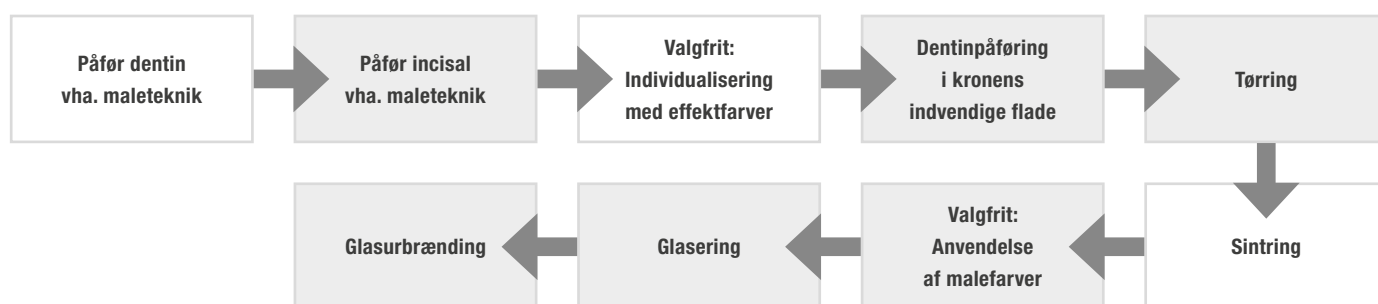 Påfør dentin
vha. maleteknik
Påfør incisal
vha. maleteknik
Valgfrit:
Individualisering
med effektfarver
Dentinpåføring
i kronens
indvendige flade
Tørring
Sintring
Valgfrit:
Anvendelse
af malefarver
Glasering
Glasurbrænding